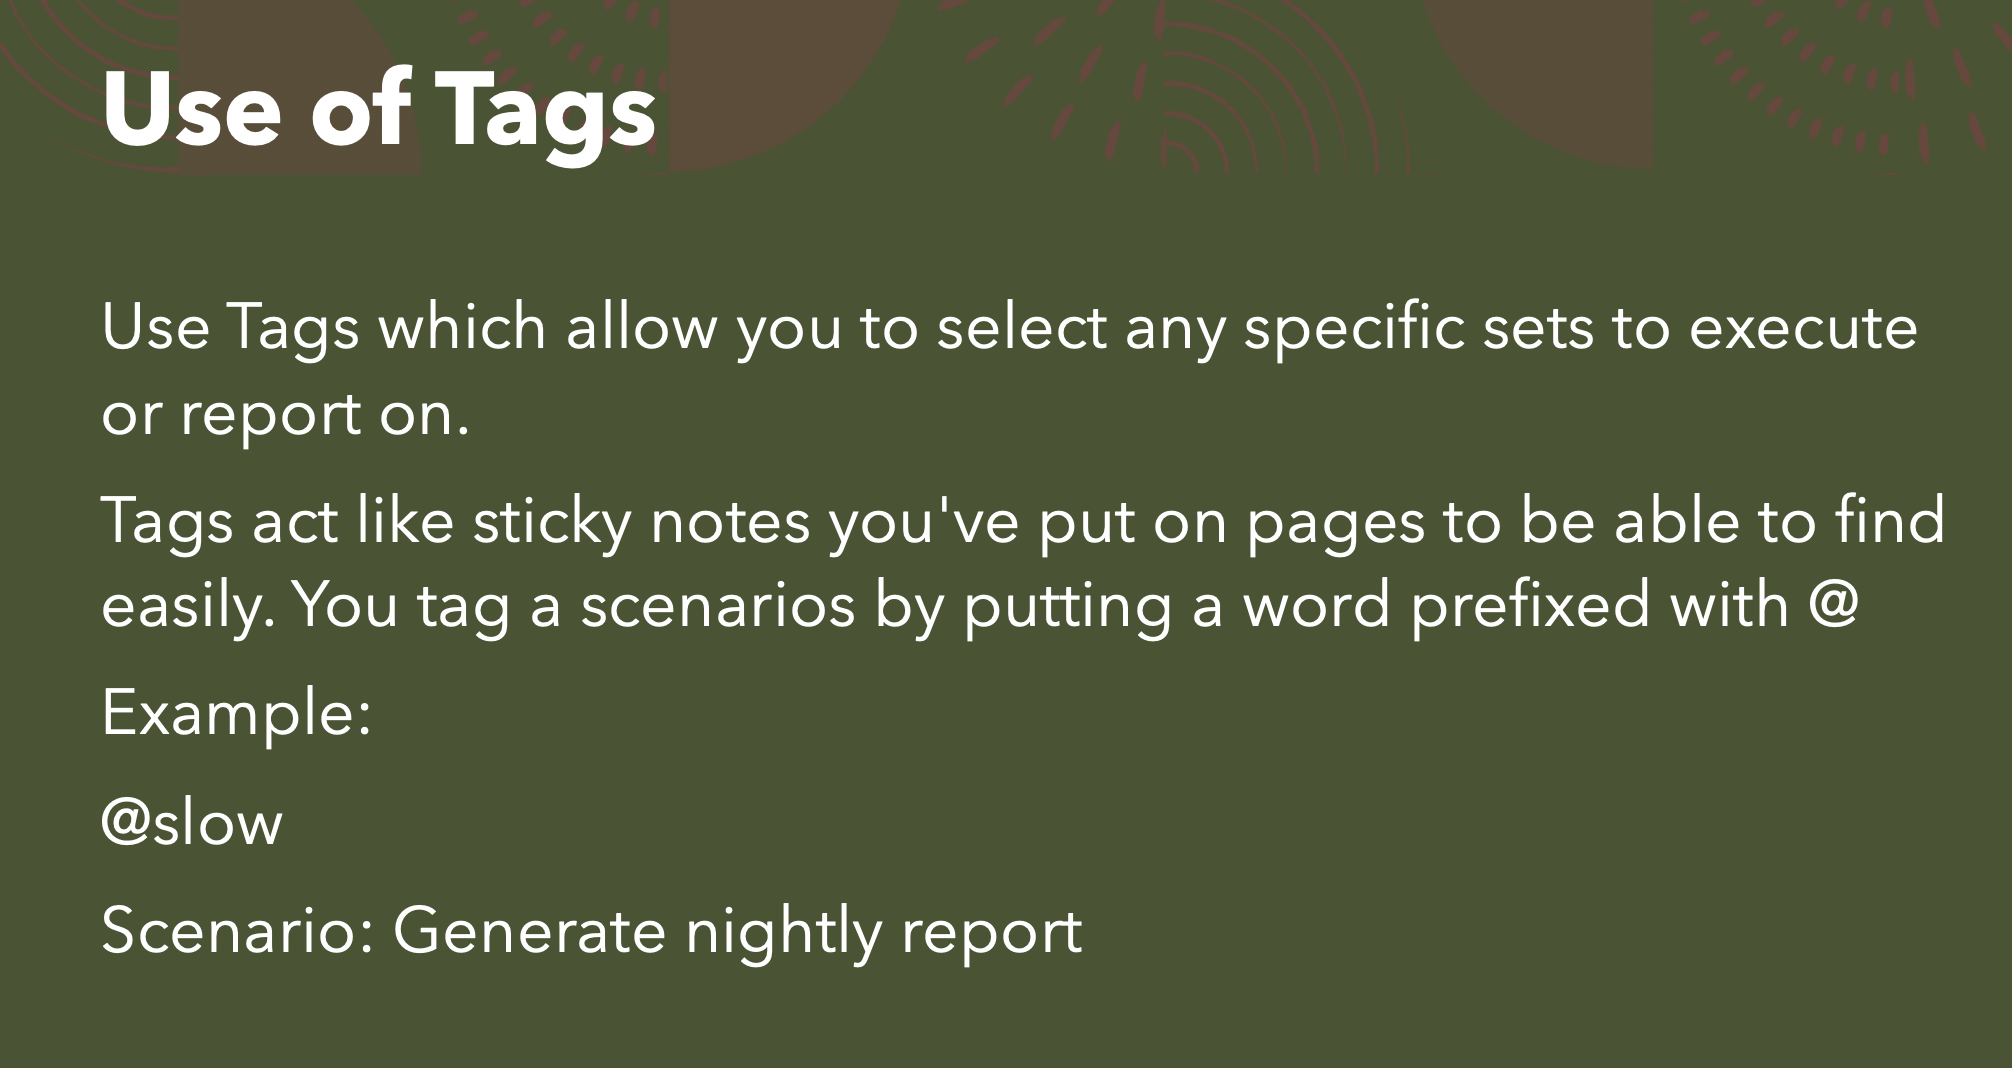 Use of Tags
Use Tags which allow you to select any specific sets to execute
or report on.
Tags act like sticky notes you've put on pages to be able to find
easily. You tag a scenarios by putting a word prefixed with @
Example:
@slow
Scenario: Generate nightly report